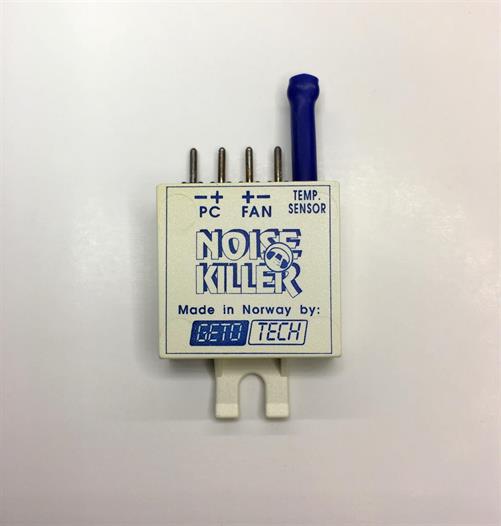 −+ +− TEMP.
PC FAN SENSOR
NOISE
KILLER
Made in Norway by:
GETO TECH